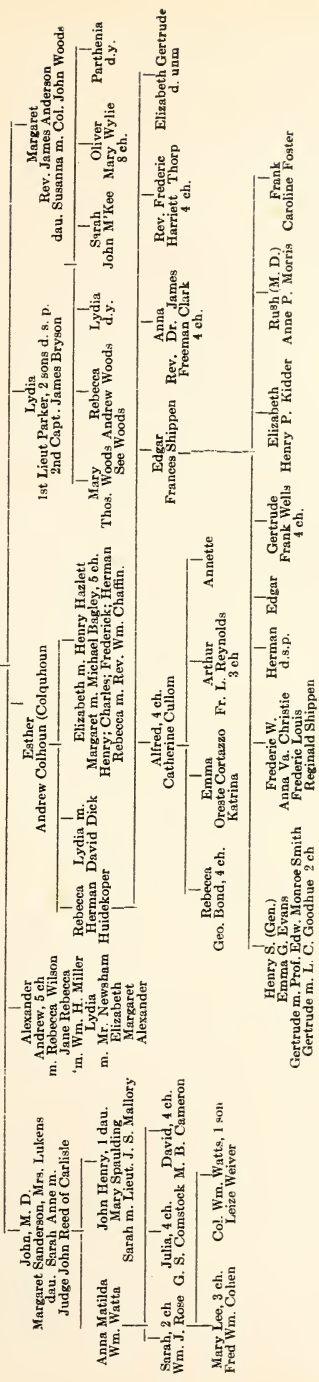 John, M. D.
Margaret Sanderson, Mrs. Lukens
dau. Sarah Anne m.
Judge John Reed of Carlisle
Alexander
Andrew, 5 ch
m. Rebecca Wilson
Jane Rebecca
'm. Wm. H. Miller
Lydia
m. Mr. Newsham
Elizabeth
Margaret
Alexander
Esther
Andrew Colhoun (Colquhoun
Lydia
1st Lieut Parker, 2 sons d. s. p.
2nd Capt. James Bryson
Margaret
Rev. James Anderson
dau. Susanna m. Col. John Woods
Anna Matilda
Wm. Watta
John Henry, 1 dau.
Mary Spaulding
Sarah m. Lieut. J. S. Mallory
Rebecca
Herman
Huidekoper
Lydia m.
David Dick
Elizabeth m. Henry Hazlett
Margaret m. Michael Bagley, 5 ch.
Henry; Charles; Frederick; Herman
Rebecca m. Rev. Wm. Chaffin.
Mary
Thos. Woods
See Woods
Rebecca
Andrew Woods
Lydia
d.y.
Sarah
John M'Kee
Oliver
Mary Wylie
8 ch.
Parthenia
d.y.
Sarah, 2 ch
Wm. J. Rose
Julia, 4 ch.
G. S. Comstock
David, 4 ch.
M. B. Cameron
Alfred, 4 ch.
Catherine Cullom
Edgar
Frances Shippen
Anna
Rev. Dr. James
Freeman Clark
4 ch.
Rev. Frederic
Harriett Thorp
4 ch.
Elizabeth Gertrude
d. unm
Mary Lee, 3 ch.
Fred Wm. Cohen
Col. Wm. Watts, 1 son
Leize Weiver
Rebecca
Geo. Bond, 4 ch.
Emma
Oreste Cortazzo
Katrina
Arthur
Fr. L. Reynolds
3 ch
Annette
Henry S. (Gen.)
Emma G. Evans
Gertrude m. Prof. Edw. Monroe Smith
Gertrude m. L. C. Goodhue 2 ch
Frederic W.
Anna Va. Christie
Frederic Louis
Reginald Shippen
Herman
d.s.p.
Edgar
Gertrude
Frank Wells
4 ch.
Elizabeth
Henry P. Kidder
Rush (M. D.)
Anne P. Morris
Frank
Caroline Foster